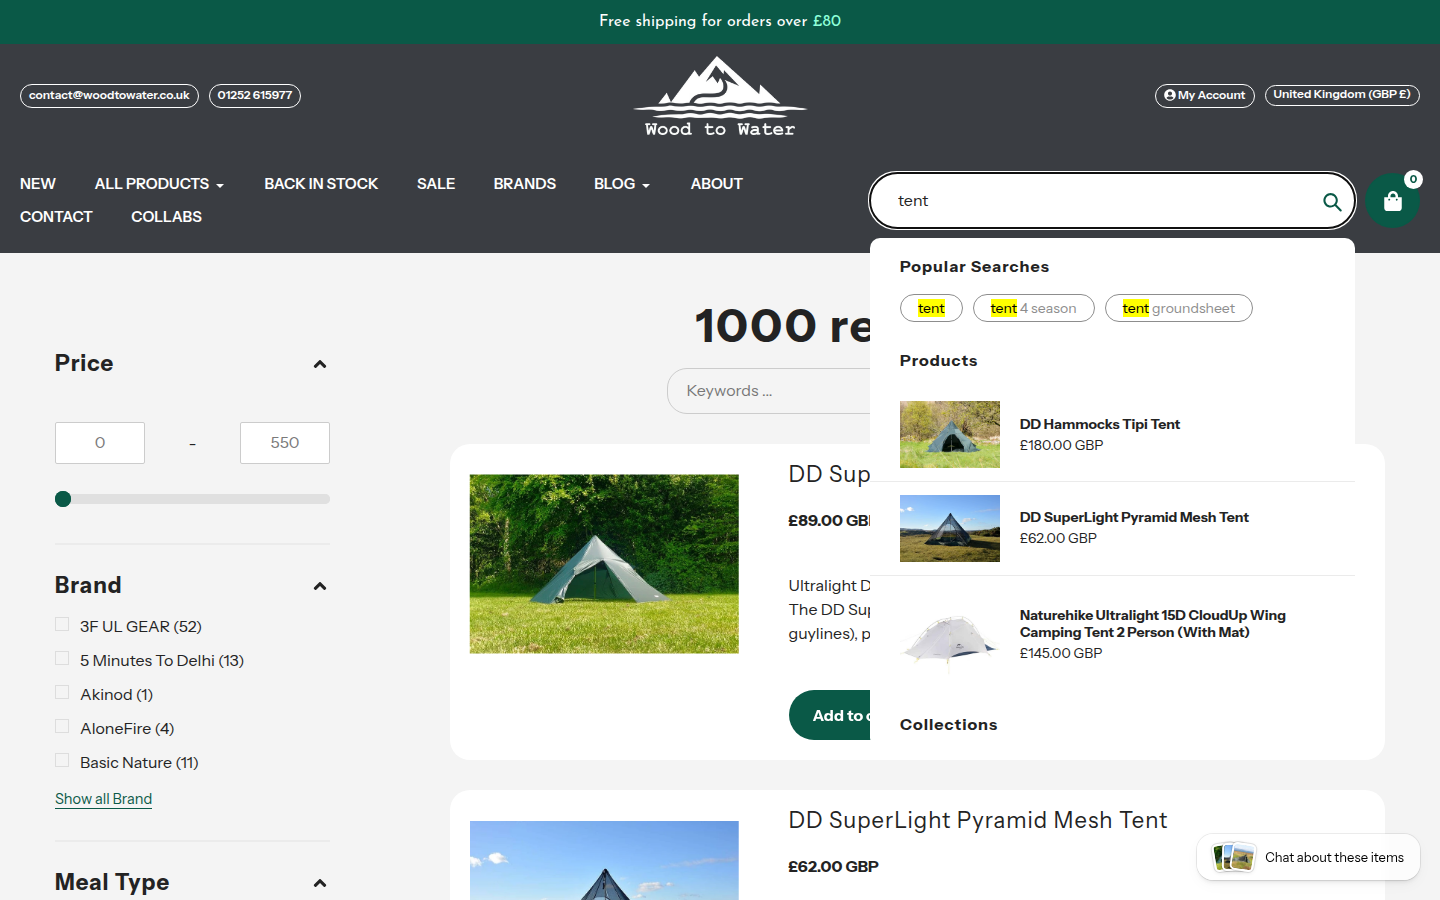 Free shipping for orders over £80
contact@woodtowater.co.uk
01252 615977
Wood to Water
My Account
United Kingdom (GBP £)
NEW
ALL PRODUCTS
BACK IN STOCK
SALE
BRANDS
BLOG
ABOUT
CONTACT
COLLABS
tent
0
Popular Searches
tent
tent 4 season
tent groundsheet
Products
DD Hammocks Tipi Tent
£180.00 GBP
DD SuperLight Pyramid Mesh Tent
£62.00 GBP
Naturehike Ultralight 15D CloudUp Wing
Camping Tent 2 Person (With Mat)
£145.00 GBP
Collections
Price
0
-
550
Brand
3F UL GEAR (52)
5 Minutes To Delhi (13)
Akinod (1)
AloneFire (4)
Basic Nature (11)
Show all Brand
Meal Type
1000 re
Keywords ...
DD Sup
£89.00 GB
Ultralight D
The DD Sup
guylines), p
Add to c
DD SuperLight Pyramid Mesh Tent
£62.00 GBP
Chat about these items